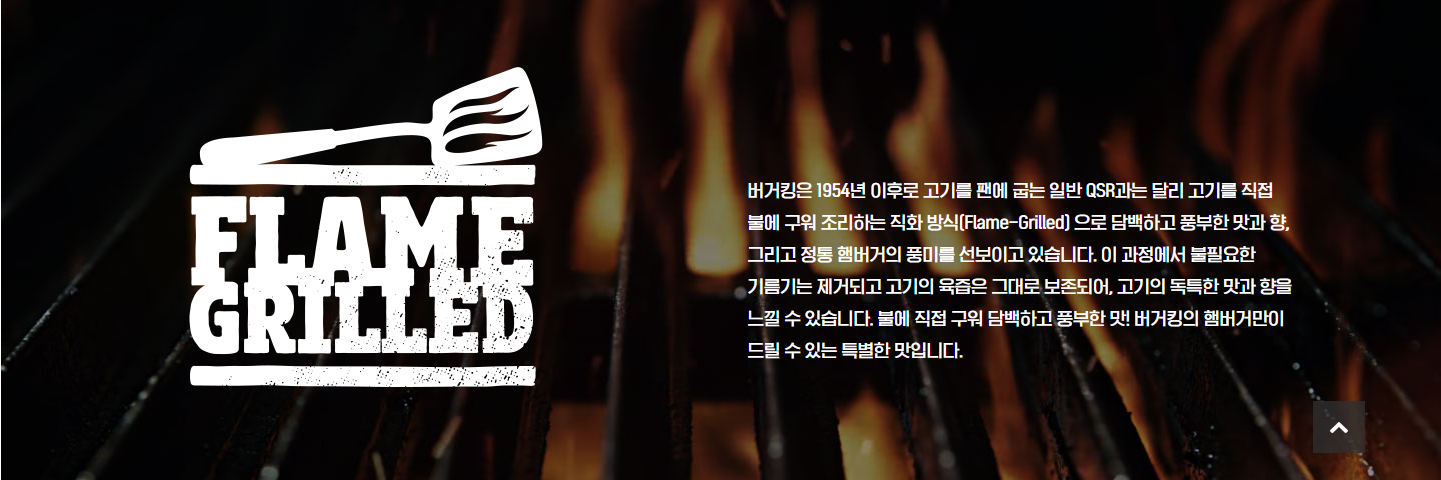 FLAME
GRILLED
버거킹은 1954년 이후로 고기를 팬에 굽는 일반 QSR과는 달리 고기를 직접
불에 구워 조리하는 직화 방식(Flame-Grilled) 으로 담백하고 풍부한 맛과 향,
그리고 정통 햄버거의 풍미를 선보이고 있습니다. 이 과정에서 불필요한
기름기는 제거되고 고기의 육즙은 그대로 보존되어, 고기의 독특한 맛과 향을
느낄 수 있습니다. 불에 직접 구워 담백하고 풍부한 맛! 버거킹의 햄버거만이
드릴 수 있는 특별한 맛입니다.